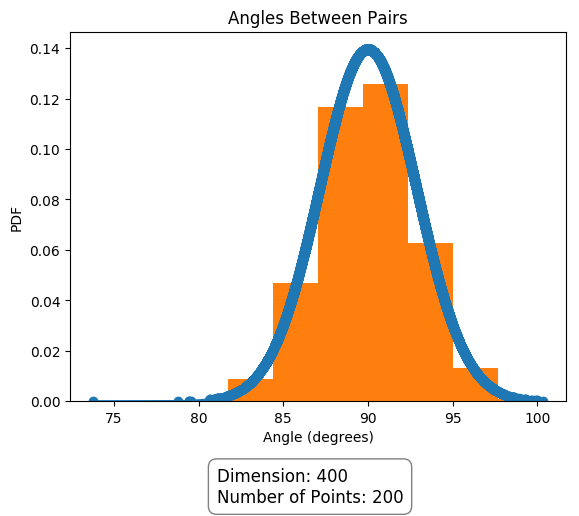 Angles Between Pairs
0.14
0.12
0.10
0.08
0.06
0.04
0.02
0.00
PDF
75 80 85 90 95 100
Angle (degrees)
Dimension: 400
Number of Points: 200